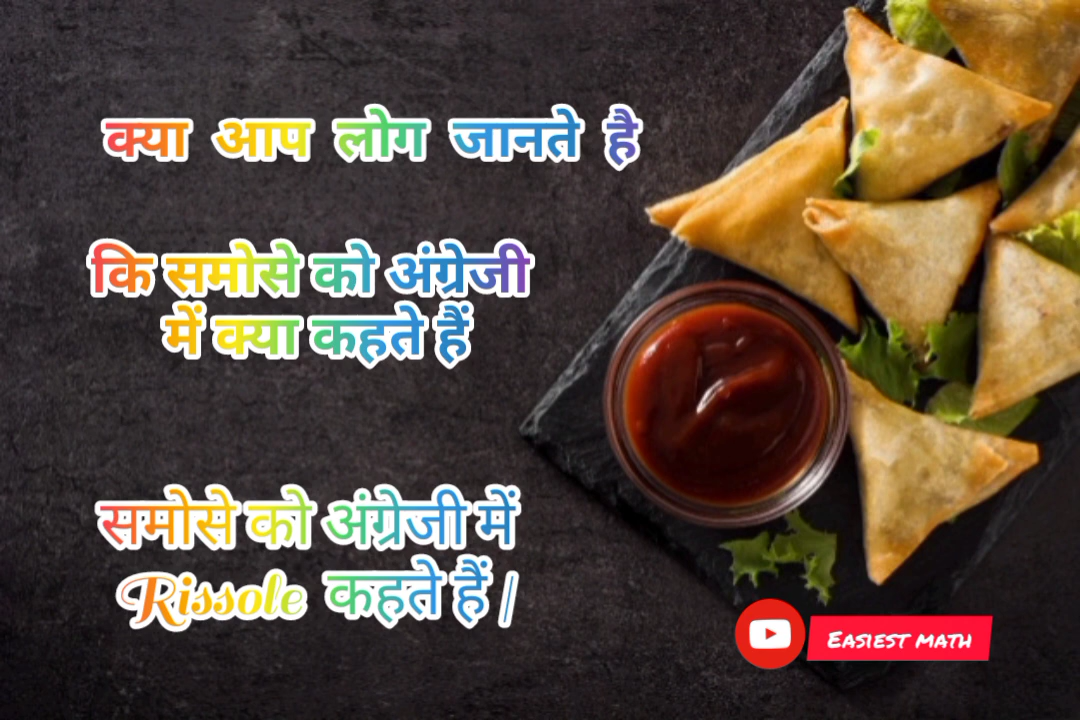 क्या आप लोग जानते है
कि समोसे को अंग्रेजी
में क्या कहते हैं
समोसे को अंग्रेजी में
Rissole कहते हैं /
EASIEST MATH